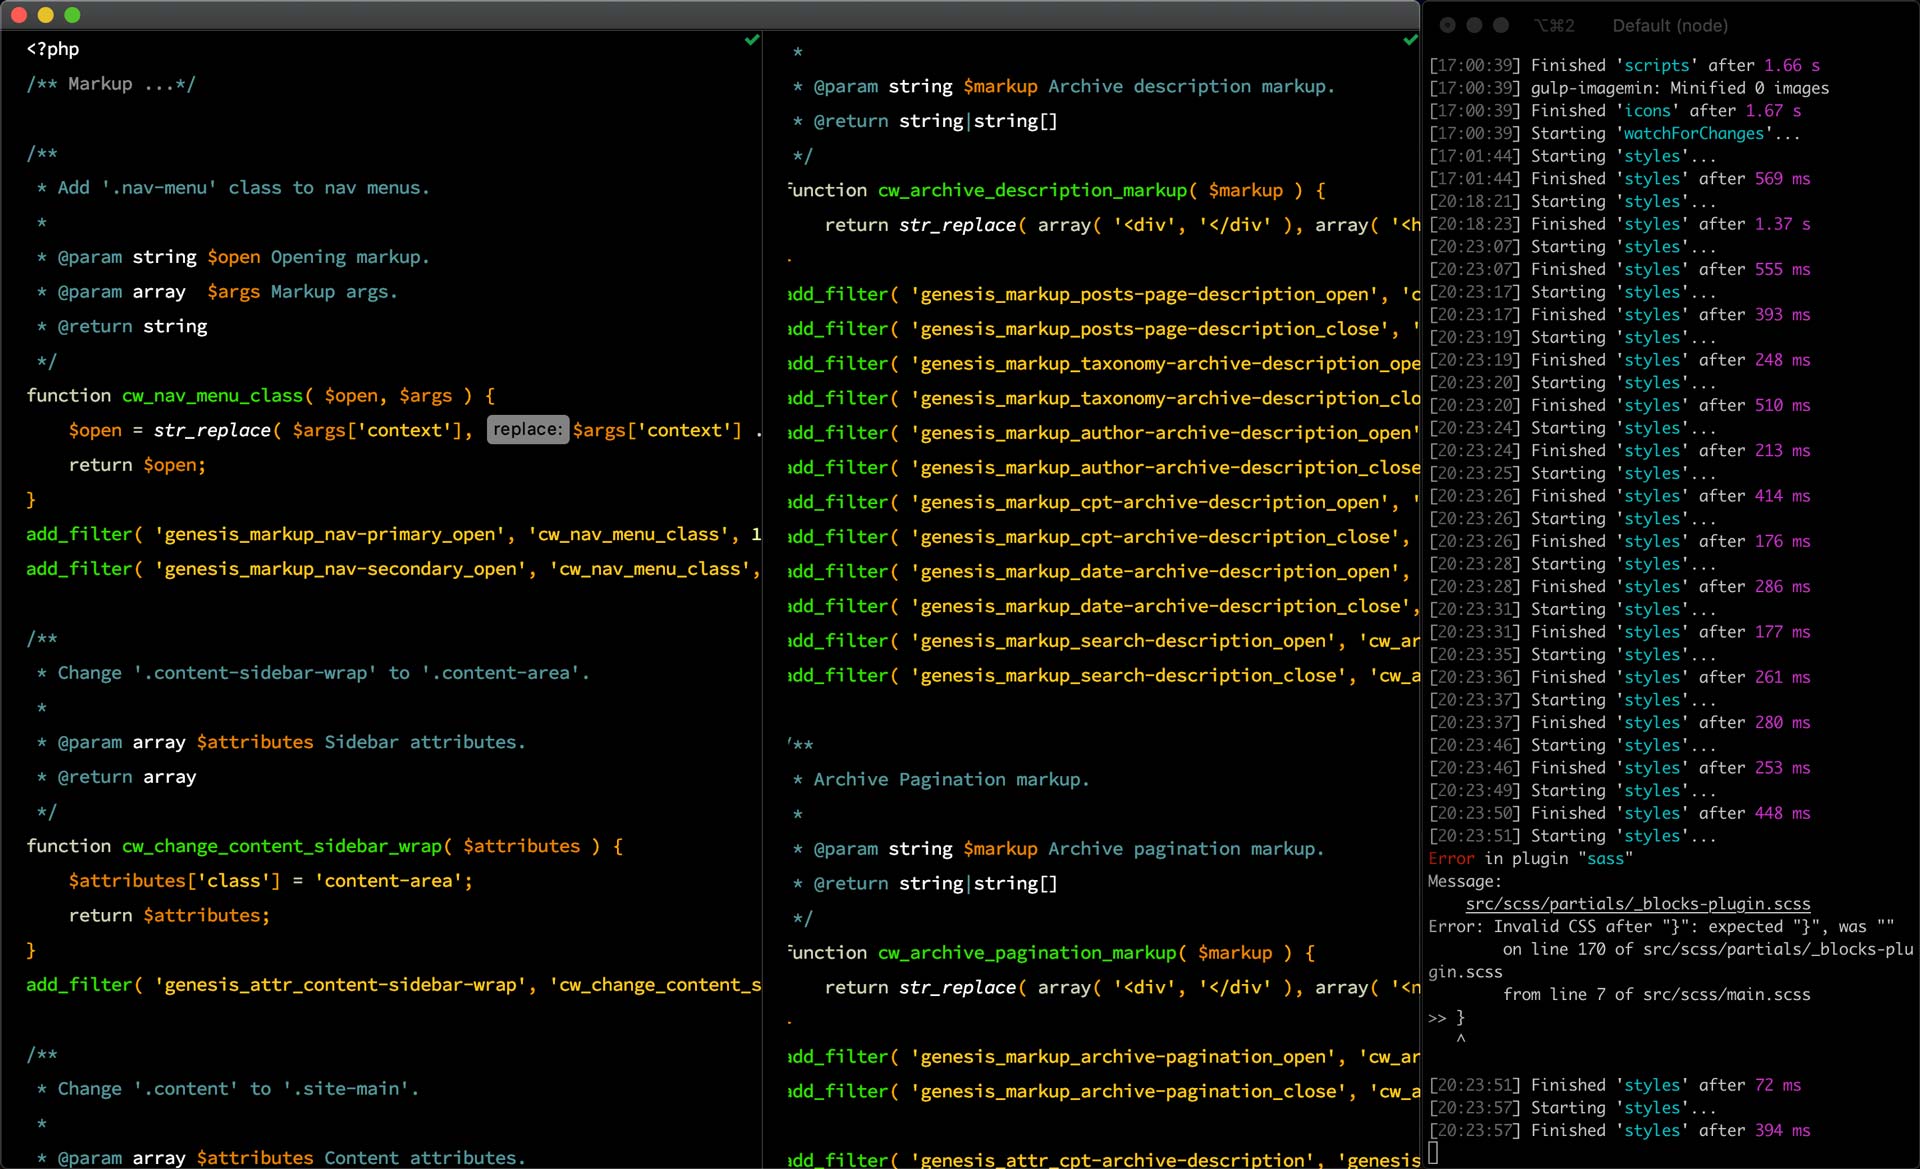 <?php
/** Markup ...*/
/**
* Add '.nav-menu' class to nav menus.
*
* @param string $open Opening markup.
* @param array  $args Markup args.
* @return string
*/
function cw_nav_menu_class( $open, $args ) {
$open = str_replace( $args['context'], replace: $args['context'] .
return $open;
}
add_filter( 'genesis_markup_nav-primary_open', 'cw_nav_menu_class', 1
add_filter( 'genesis_markup_nav-secondary_open', 'cw_nav_menu_class',
/**
* Change '.content-sidebar-wrap' to '.content-area'.
*
* @param array $attributes Sidebar attributes.
* @return array
*/
function cw_change_content_sidebar_wrap( $attributes ) {
$attributes['class'] = 'content-area';
return $attributes;
}
add_filter( 'genesis_attr_content-sidebar-wrap', 'cw_change_content_s
/**
* Change '.content' to '.site-main'.
*
* @param array $attributes Content attributes.
*
* @param string $markup Archive description markup.
* @return string|string[]
*/
function cw_archive_description_markup( $markup ) {
return str_replace( array( '<div', '</div' ), array( '<h
add_filter( 'genesis_markup_posts-page-description_open', 'c
add_filter( 'genesis_markup_posts-page-description_close', '
add_filter( 'genesis_markup_taxonomy-archive-description_ope
add_filter( 'genesis_markup_taxonomy-archive-description_clo
add_filter( 'genesis_markup_author-archive-description_open'
add_filter( 'genesis_markup_author-archive-description_close
add_filter( 'genesis_markup_cpt-archive-description_open', '
add_filter( 'genesis_markup_cpt-archive-description_close',
add_filter( 'genesis_markup_date-archive-description_open',
add_filter( 'genesis_markup_date-archive-description_close',
add_filter( 'genesis_markup_search-description_open', 'cw_ar
add_filter( 'genesis_markup_search-description_close', 'cw_a
/**
* Archive Pagination markup.
*
* @param string $markup Archive pagination markup.
* @return string|string[]
*/
function cw_archive_pagination_markup( $markup ) {
return str_replace( array( '<div', '</div' ), array( '<n
add_filter( 'genesis_markup_archive-pagination_open', 'cw_ar
add_filter( 'genesis_markup_archive-pagination_close', 'cw_a
add_filter( 'genesis_attr_cpt-archive-description', 'genesis
⌥⌘2 Default (node)
[17:00:39] Finished 'scripts' after 1.66 s
[17:00:39] gulp-imagemin: Minified 0 images
[17:00:39] Finished 'icons' after 1.67 s
[17:00:39] Starting 'watchForChanges'...
[17:01:44] Starting 'styles'...
[17:01:44] Finished 'styles' after 569 ms
[20:18:21] Starting 'styles'...
[20:18:23] Finished 'styles' after 1.37 s
[20:23:07] Starting 'styles'...
[20:23:07] Finished 'styles' after 555 ms
[20:23:17] Starting 'styles'...
[20:23:17] Finished 'styles' after 393 ms
[20:23:19] Starting 'styles'...
[20:23:19] Finished 'styles' after 248 ms
[20:23:20] Starting 'styles'...
[20:23:20] Finished 'styles' after 510 ms
[20:23:24] Starting 'styles'...
[20:23:24] Finished 'styles' after 213 ms
[20:23:25] Starting 'styles'...
[20:23:26] Finished 'styles' after 414 ms
[20:23:26] Starting 'styles'...
[20:23:26] Finished 'styles' after 176 ms
[20:23:28] Starting 'styles'...
[20:23:28] Finished 'styles' after 286 ms
[20:23:31] Starting 'styles'...
[20:23:31] Finished 'styles' after 177 ms
[20:23:35] Starting 'styles'...
[20:23:36] Finished 'styles' after 261 ms
[20:23:37] Starting 'styles'...
[20:23:37] Finished 'styles' after 280 ms
[20:23:46] Starting 'styles'...
[20:23:46] Finished 'styles' after 253 ms
[20:23:49] Starting 'styles'...
[20:23:50] Finished 'styles' after 448 ms
[20:23:51] Starting 'styles'...
Error in plugin "sass"
Message:
src/scss/partials/_blocks-plugin.scss
Error: Invalid CSS after "}": expected "}", was ""
on line 170 of src/scss/partials/_blocks-plu
gin.scss
from line 7 of src/scss/main.scss
>> }
^
[20:23:51] Finished 'styles' after 72 ms
[20:23:57] Starting 'styles'...
[20:23:57] Finished 'styles' after 394 ms